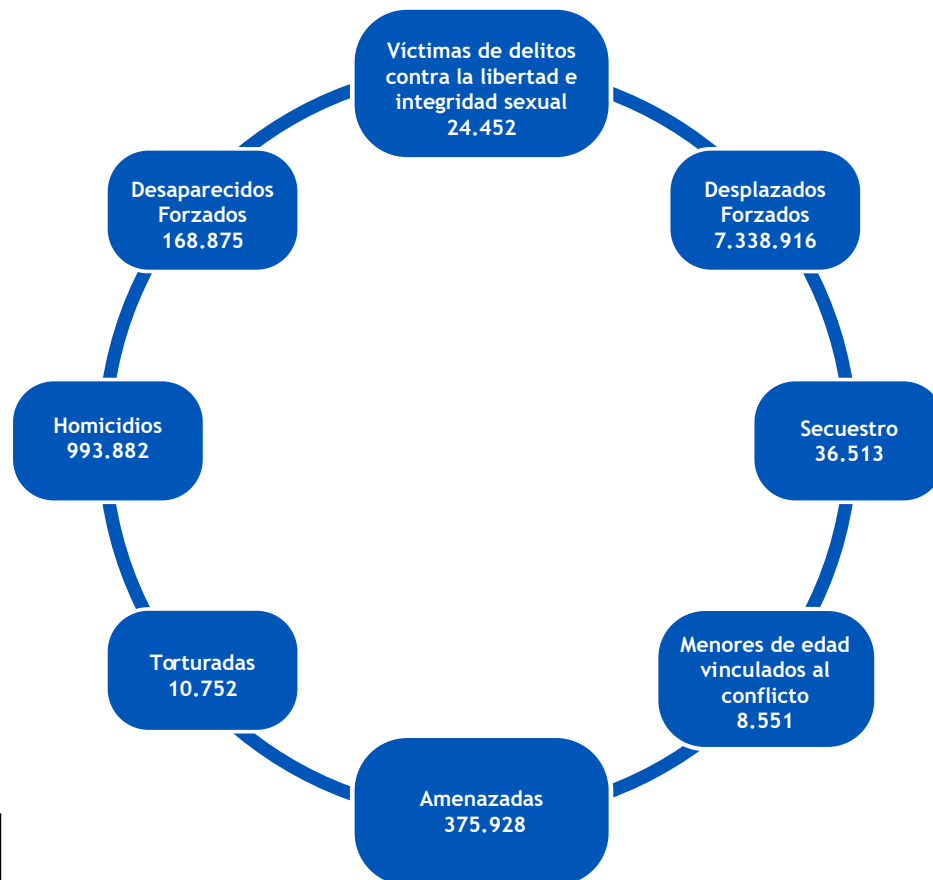 Víctimas de delitos
contra la libertad e
integridad sexual
24.452
Desplazados
Forzados
7.338.916
Secuestro
36.513
Menores de edad
vinculados al
conflicto
8.551
Amenazadas
375.928
Torturadas
10.752
Homicidios
993.882
Desaparecidos
Forzados
168.875